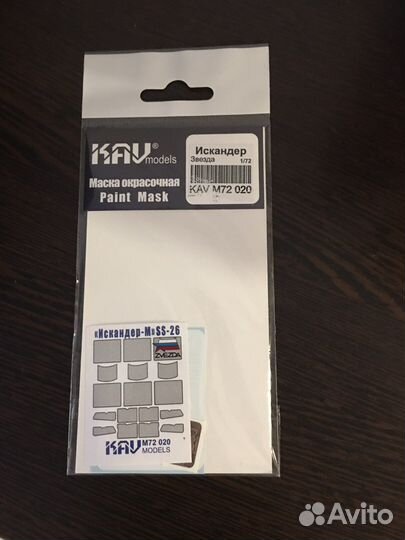 KAV®
models
Маска окрасочная
Paint Mask
Искандер
Звезда 1/72
KAV M72 020
«Искандер-М»SS-26
ZVEZDA
KAV M72 020
MODELS
Avito